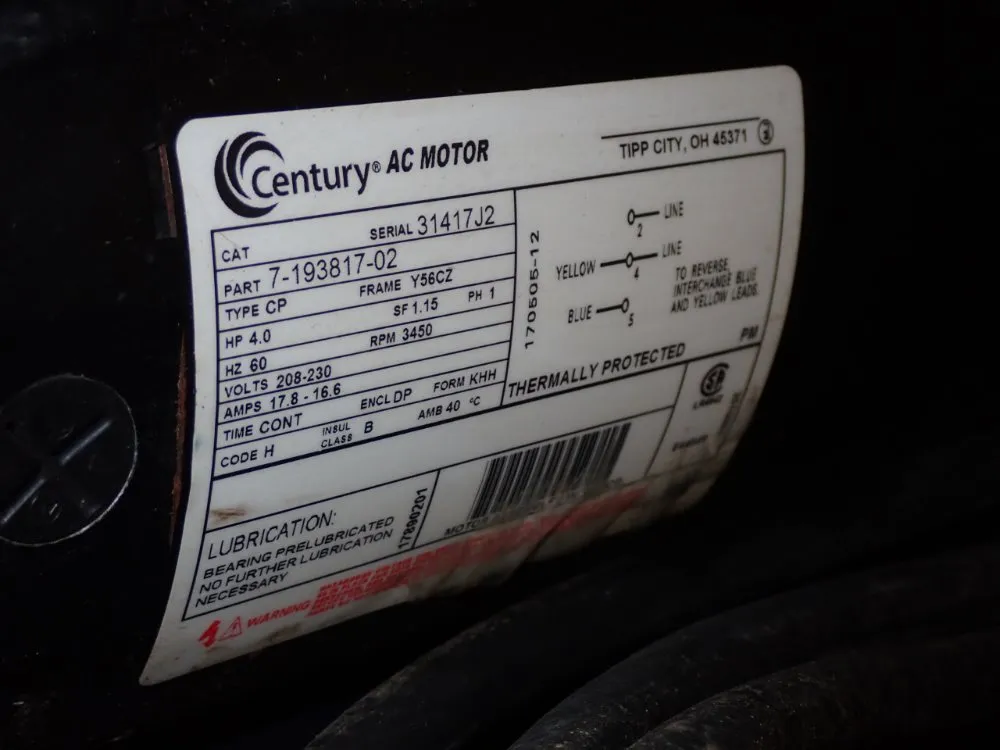 Century® AC MOTOR
TIPP CITY, OH 45371
CAT SERIAL 31417J2
PART 7-193817-02
TYPE CP FRAME Y56CZ
HP 4.0 SF 1.15 PH 1
HZ 60 RPM 3450
VOLTS 208-230
AMPS 17.8 - 16.6
TIME CONT ENCL DP FORM KHH
CODE H INSUL CLASS B AMB 40 °C
170505-12
LINE
2
YELLOW LINE
4
BLUE
5
TO REVERSE,
INTERCHANGE BLUE
AND YELLOW LEADS.
THERMALLY PROTECTED
PM
LUBRICATION:
BEARING PRELUBRICATED
NO FURTHER LUBRICATION
NECESSARY
17890201
WARNING